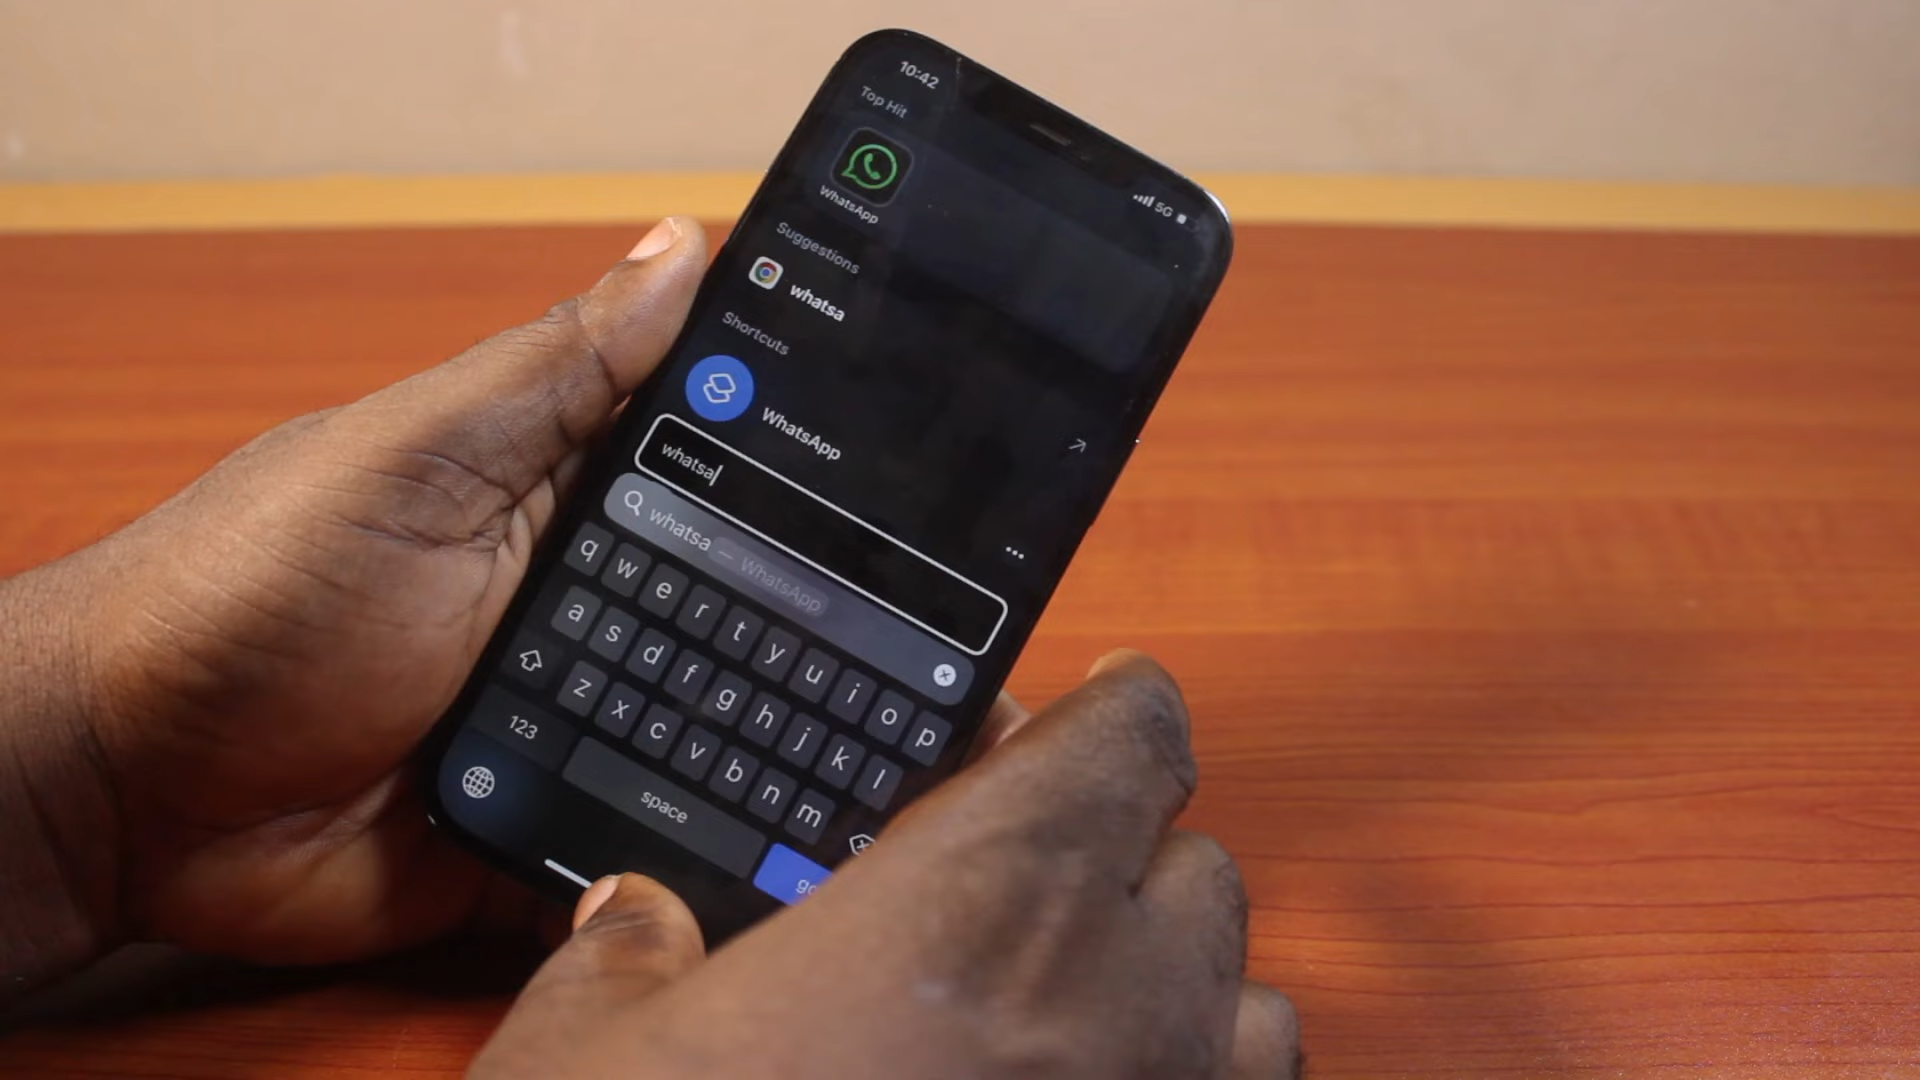 10:42
5G
Top Hit
WhatsApp
Suggestions
whatsa
Shortcuts
WhatsApp
whatsa
whatsa — WhatsApp
q w e r t y u i o p
a s d f g h j k l
z x c v b n m
123
space